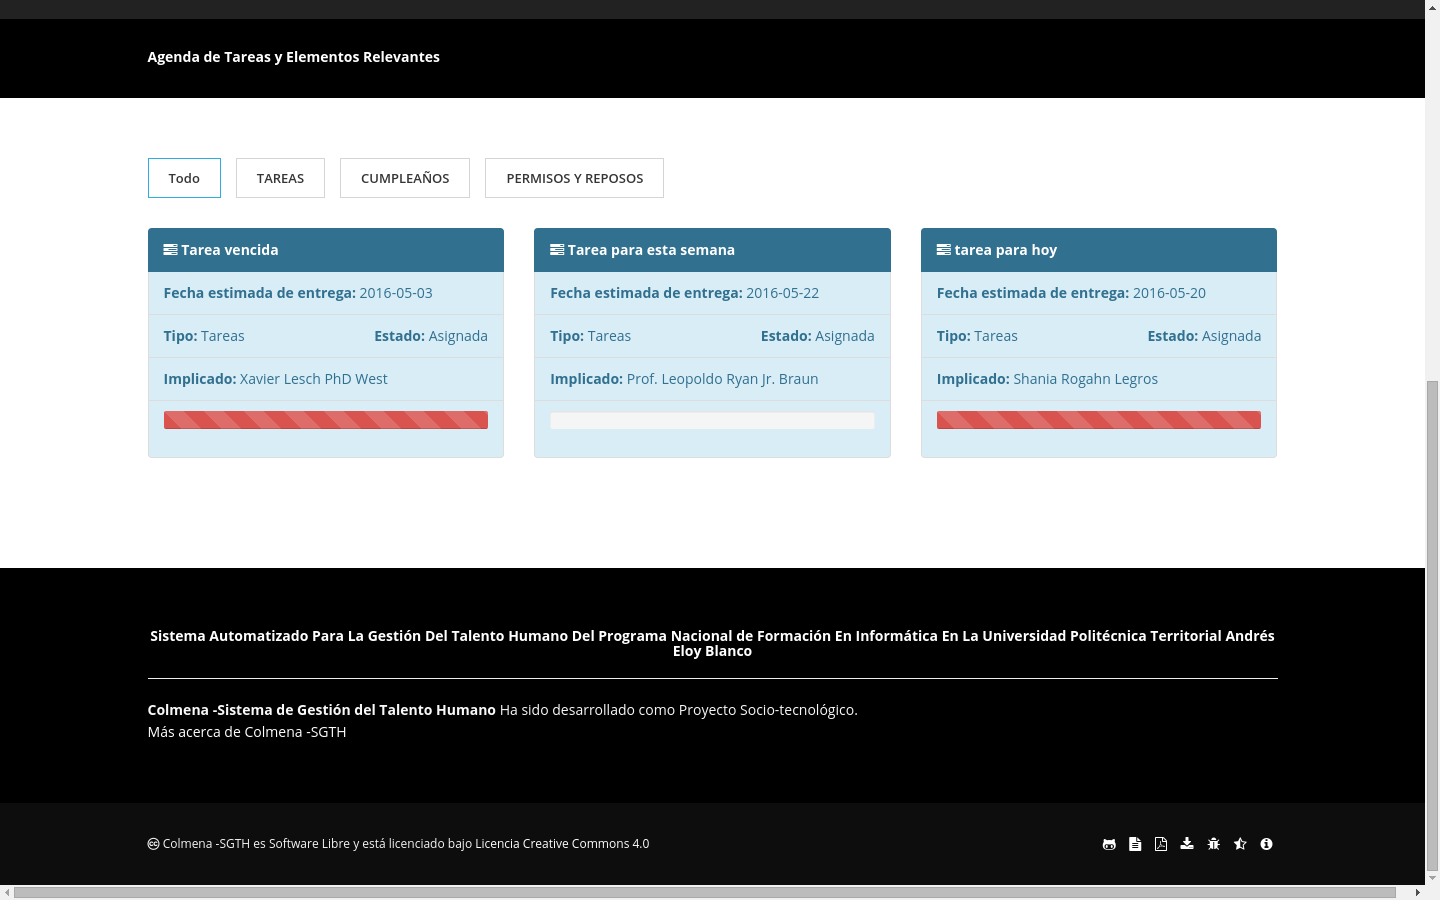 Agenda de Tareas y Elementos Relevantes
Todo
TAREAS
CUMPLEAÑOS
PERMISOS Y REPOSOS
Tarea vencida
Fecha estimada de entrega: 2016-05-03
Tipo: Tareas
Estado: Asignada
Implicado: Xavier Lesch PhD West
Tarea para esta semana
Fecha estimada de entrega: 2016-05-22
Tipo: Tareas
Estado: Asignada
Implicado: Prof. Leopoldo Ryan Jr. Braun
tarea para hoy
Fecha estimada de entrega: 2016-05-20
Tipo: Tareas
Estado: Asignada
Implicado: Shania Rogahn Legros
Sistema Automatizado Para La Gestión Del Talento Humano Del Programa Nacional de Formación En Informática En La Universidad Politécnica Territorial Andrés
Eloy Blanco
Colmena -Sistema de Gestión del Talento Humano Ha sido desarrollado como Proyecto Socio-tecnológico.
Más acerca de Colmena -SGTH
Colmena -SGTH es Software Libre y está licenciado bajo Licencia Creative Commons 4.0